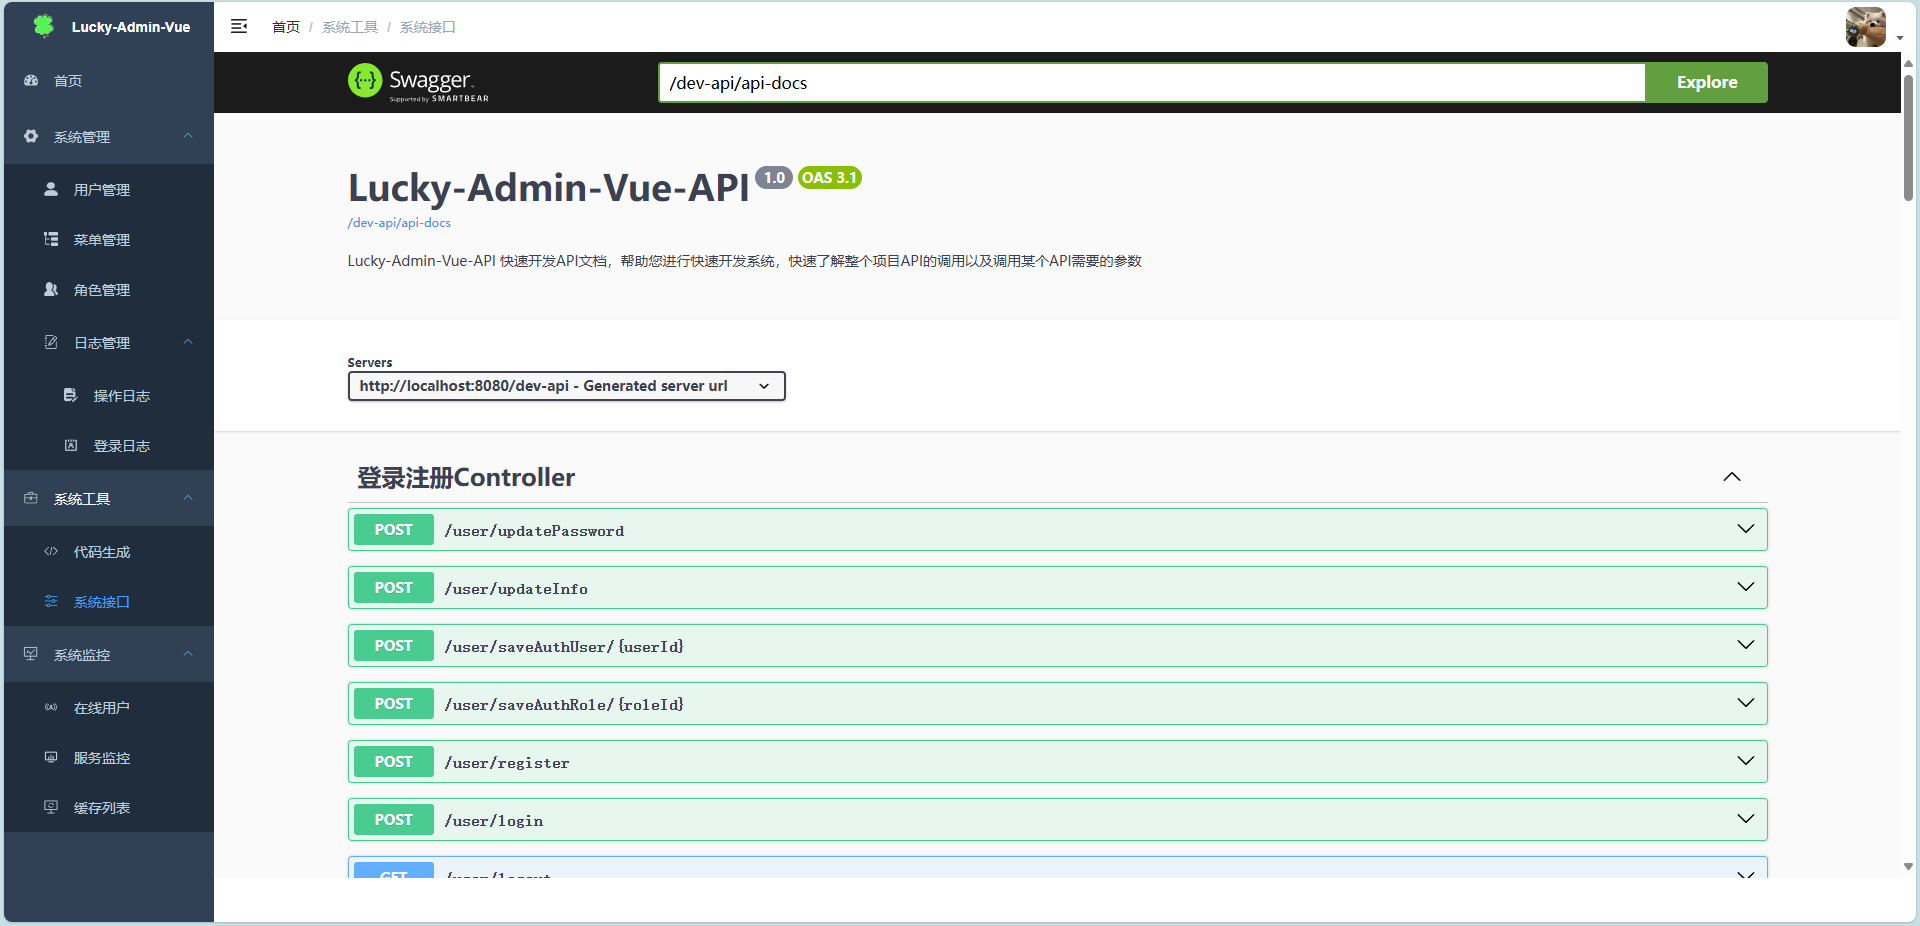 Lucky-Admin-Vue
首页
系统管理
用户管理
菜单管理
角色管理
日志管理
操作日志
登录日志
系统工具
代码生成
系统接口
系统监控
在线用户
服务监控
缓存列表
首页 / 系统工具 / 系统接口
Swagger.
Supported by SMARTBEAR
/dev-api/api-docs
Explore
Lucky-Admin-Vue-API 1.0 OAS 3.1
/dev-api/api-docs
Lucky-Admin-Vue-API 快速开发API文档，帮助您进行快速开发系统，快速了解整个项目API的调用以及调用某个API需要的参数
Servers
http://localhost:8080/dev-api - Generated server url
登录注册Controller
POST /user/updatePassword
POST /user/updateInfo
POST /user/saveAuthUser/{userId}
POST /user/saveAuthRole/{roleId}
POST /user/register
POST /user/login
GET /user/logout